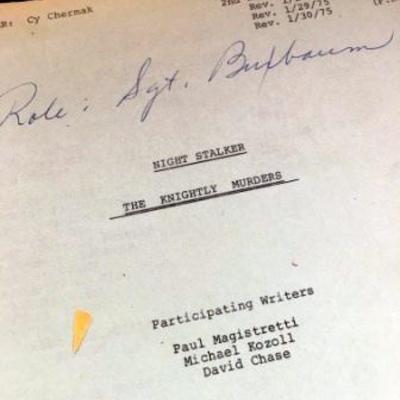 R: Cy Chermak
2nd
Rev. 1/29/75
Rev. 1/30/75
Role: Sgt. Buxbaum
NIGHT STALKER
THE KNIGHTLY MURDERS
Participating Writers
Paul Magistretti
Michael Kozoll
David Chase